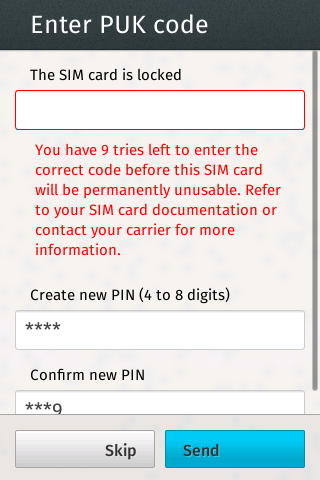 Enter PUK code
The SIM card is locked
You have 9 tries left to enter the
correct code before this SIM card
will be permanently unusable. Refer
to your SIM card documentation or
contact your carrier for more
information.
Create new PIN (4 to 8 digits)
****
Confirm new PIN
***9
Skip
Send